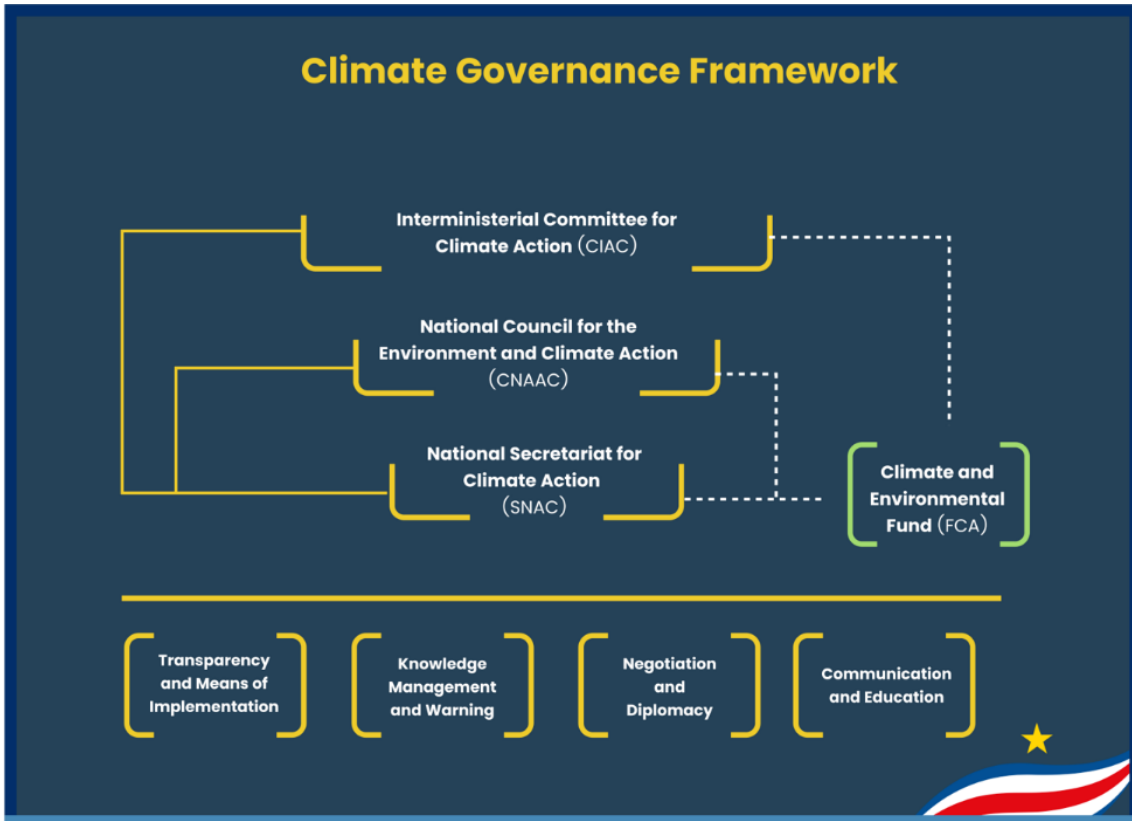 Climate Governance Framework
Interministerial Committee for
Climate Action (CIAC)
National Council for the
Environment and Climate Action
(CNAAC)
National Secretariat for
Climate Action
(SNAC)
Climate and
Environmental
Fund (FCA)
Transparency
and Means of
Implementation
Knowledge
Management
and Warning
Negotiation
and
Diplomacy
Communication
and Education